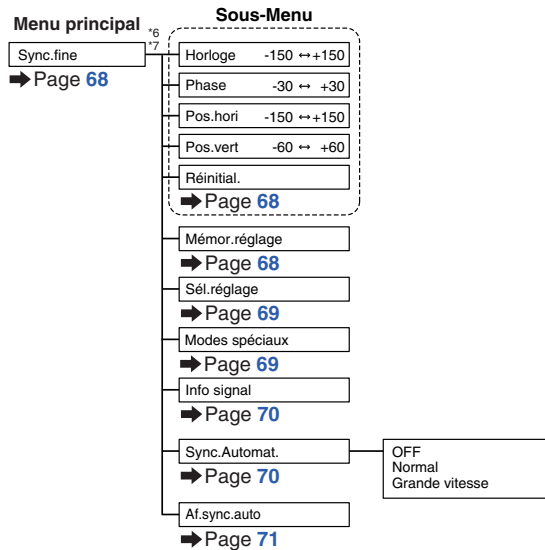 Menu principal
Sous-Menu
*6
*7
Sync.fine
➡ Page 68
Horloge -150 ↔ +150
Phase -30 ↔ +30
Pos.hori -150 ↔ +150
Pos.vert -60 ↔ +60
Réinitial.
➡ Page 68
Mémor.réglage
➡ Page 68
Sél.réglage
➡ Page 69
Modes spéciaux
➡ Page 69
Info signal
➡ Page 70
Sync.Automat.
➡ Page 70
OFF
Normal
Grande vitesse
Af.sync.auto
➡ Page 71